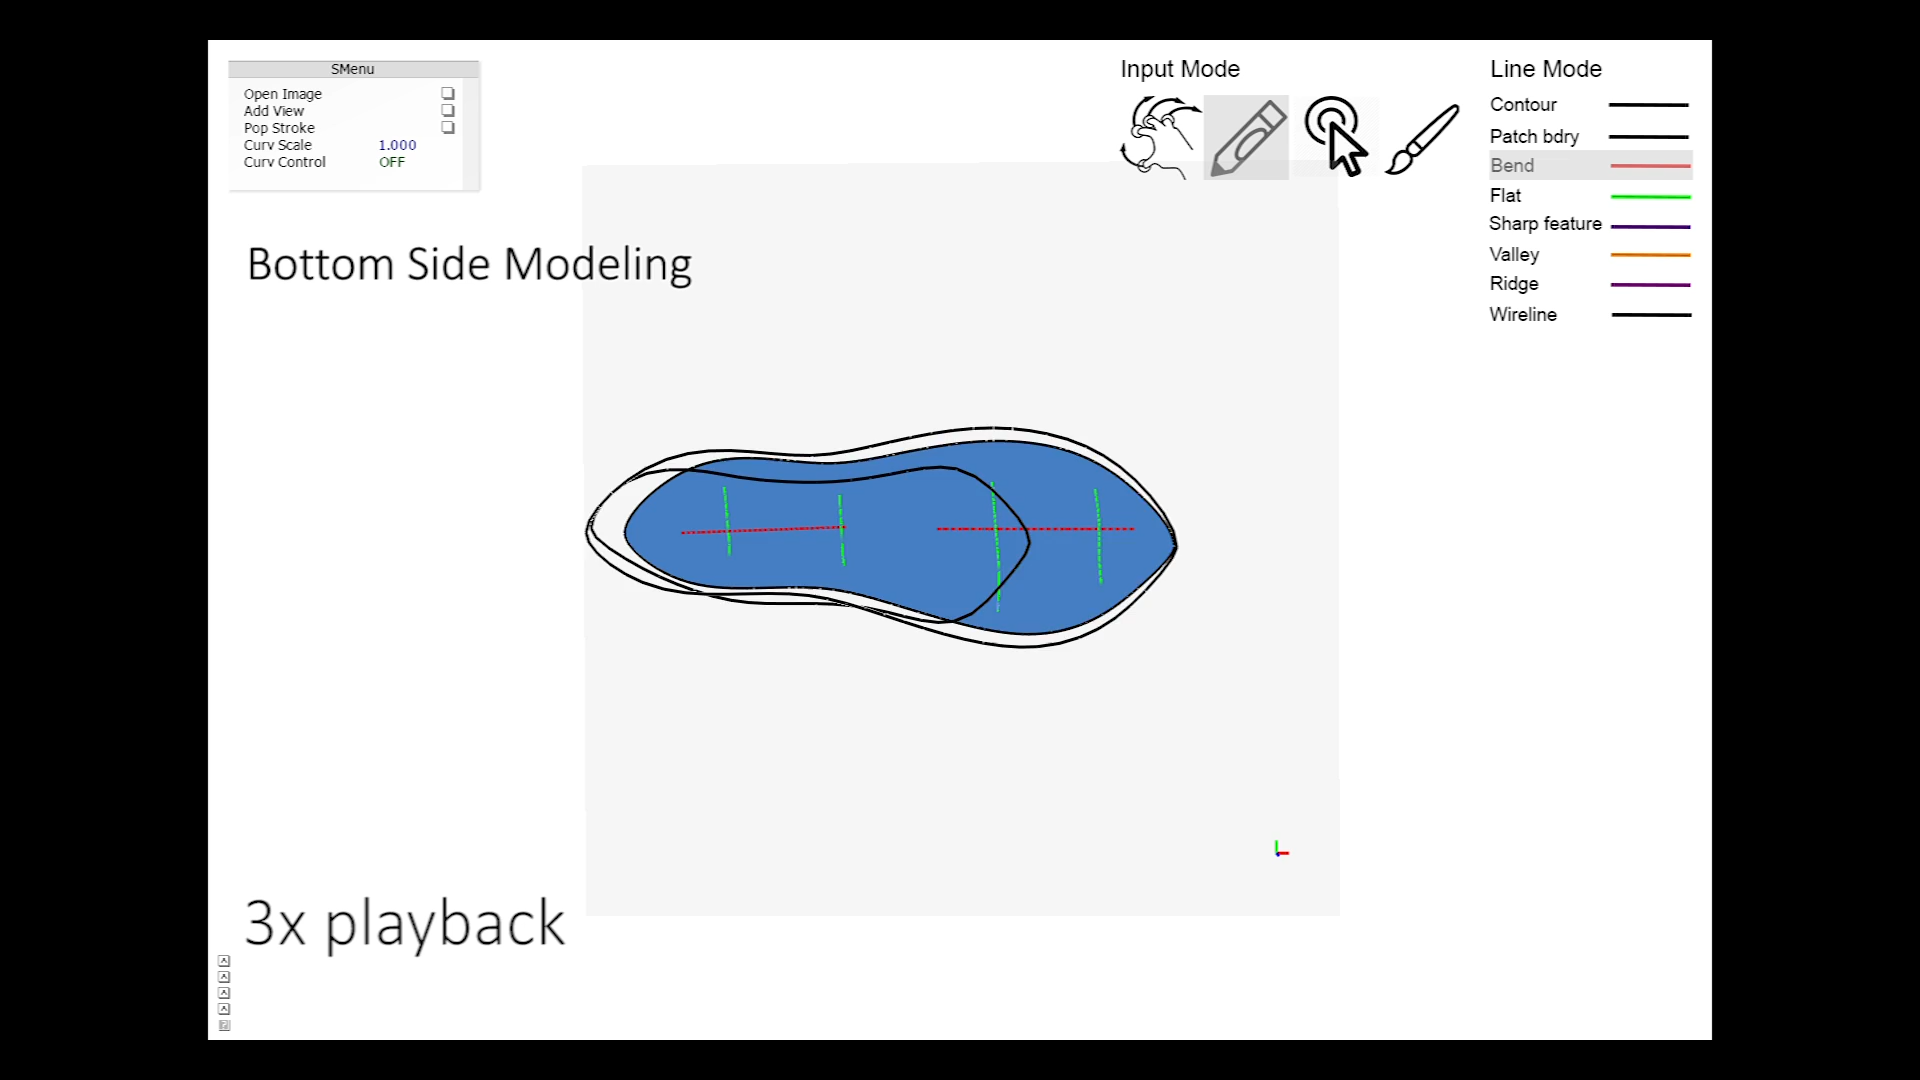 SMenu
Open Image
Add View
Pop Stroke
Curv Scale 1.000
Curv Control OFF
Input Mode
Line Mode
Contour
Patch bdry
Bend
Flat
Sharp feature
Valley
Ridge
Wireline
Bottom Side Modeling
3x playback